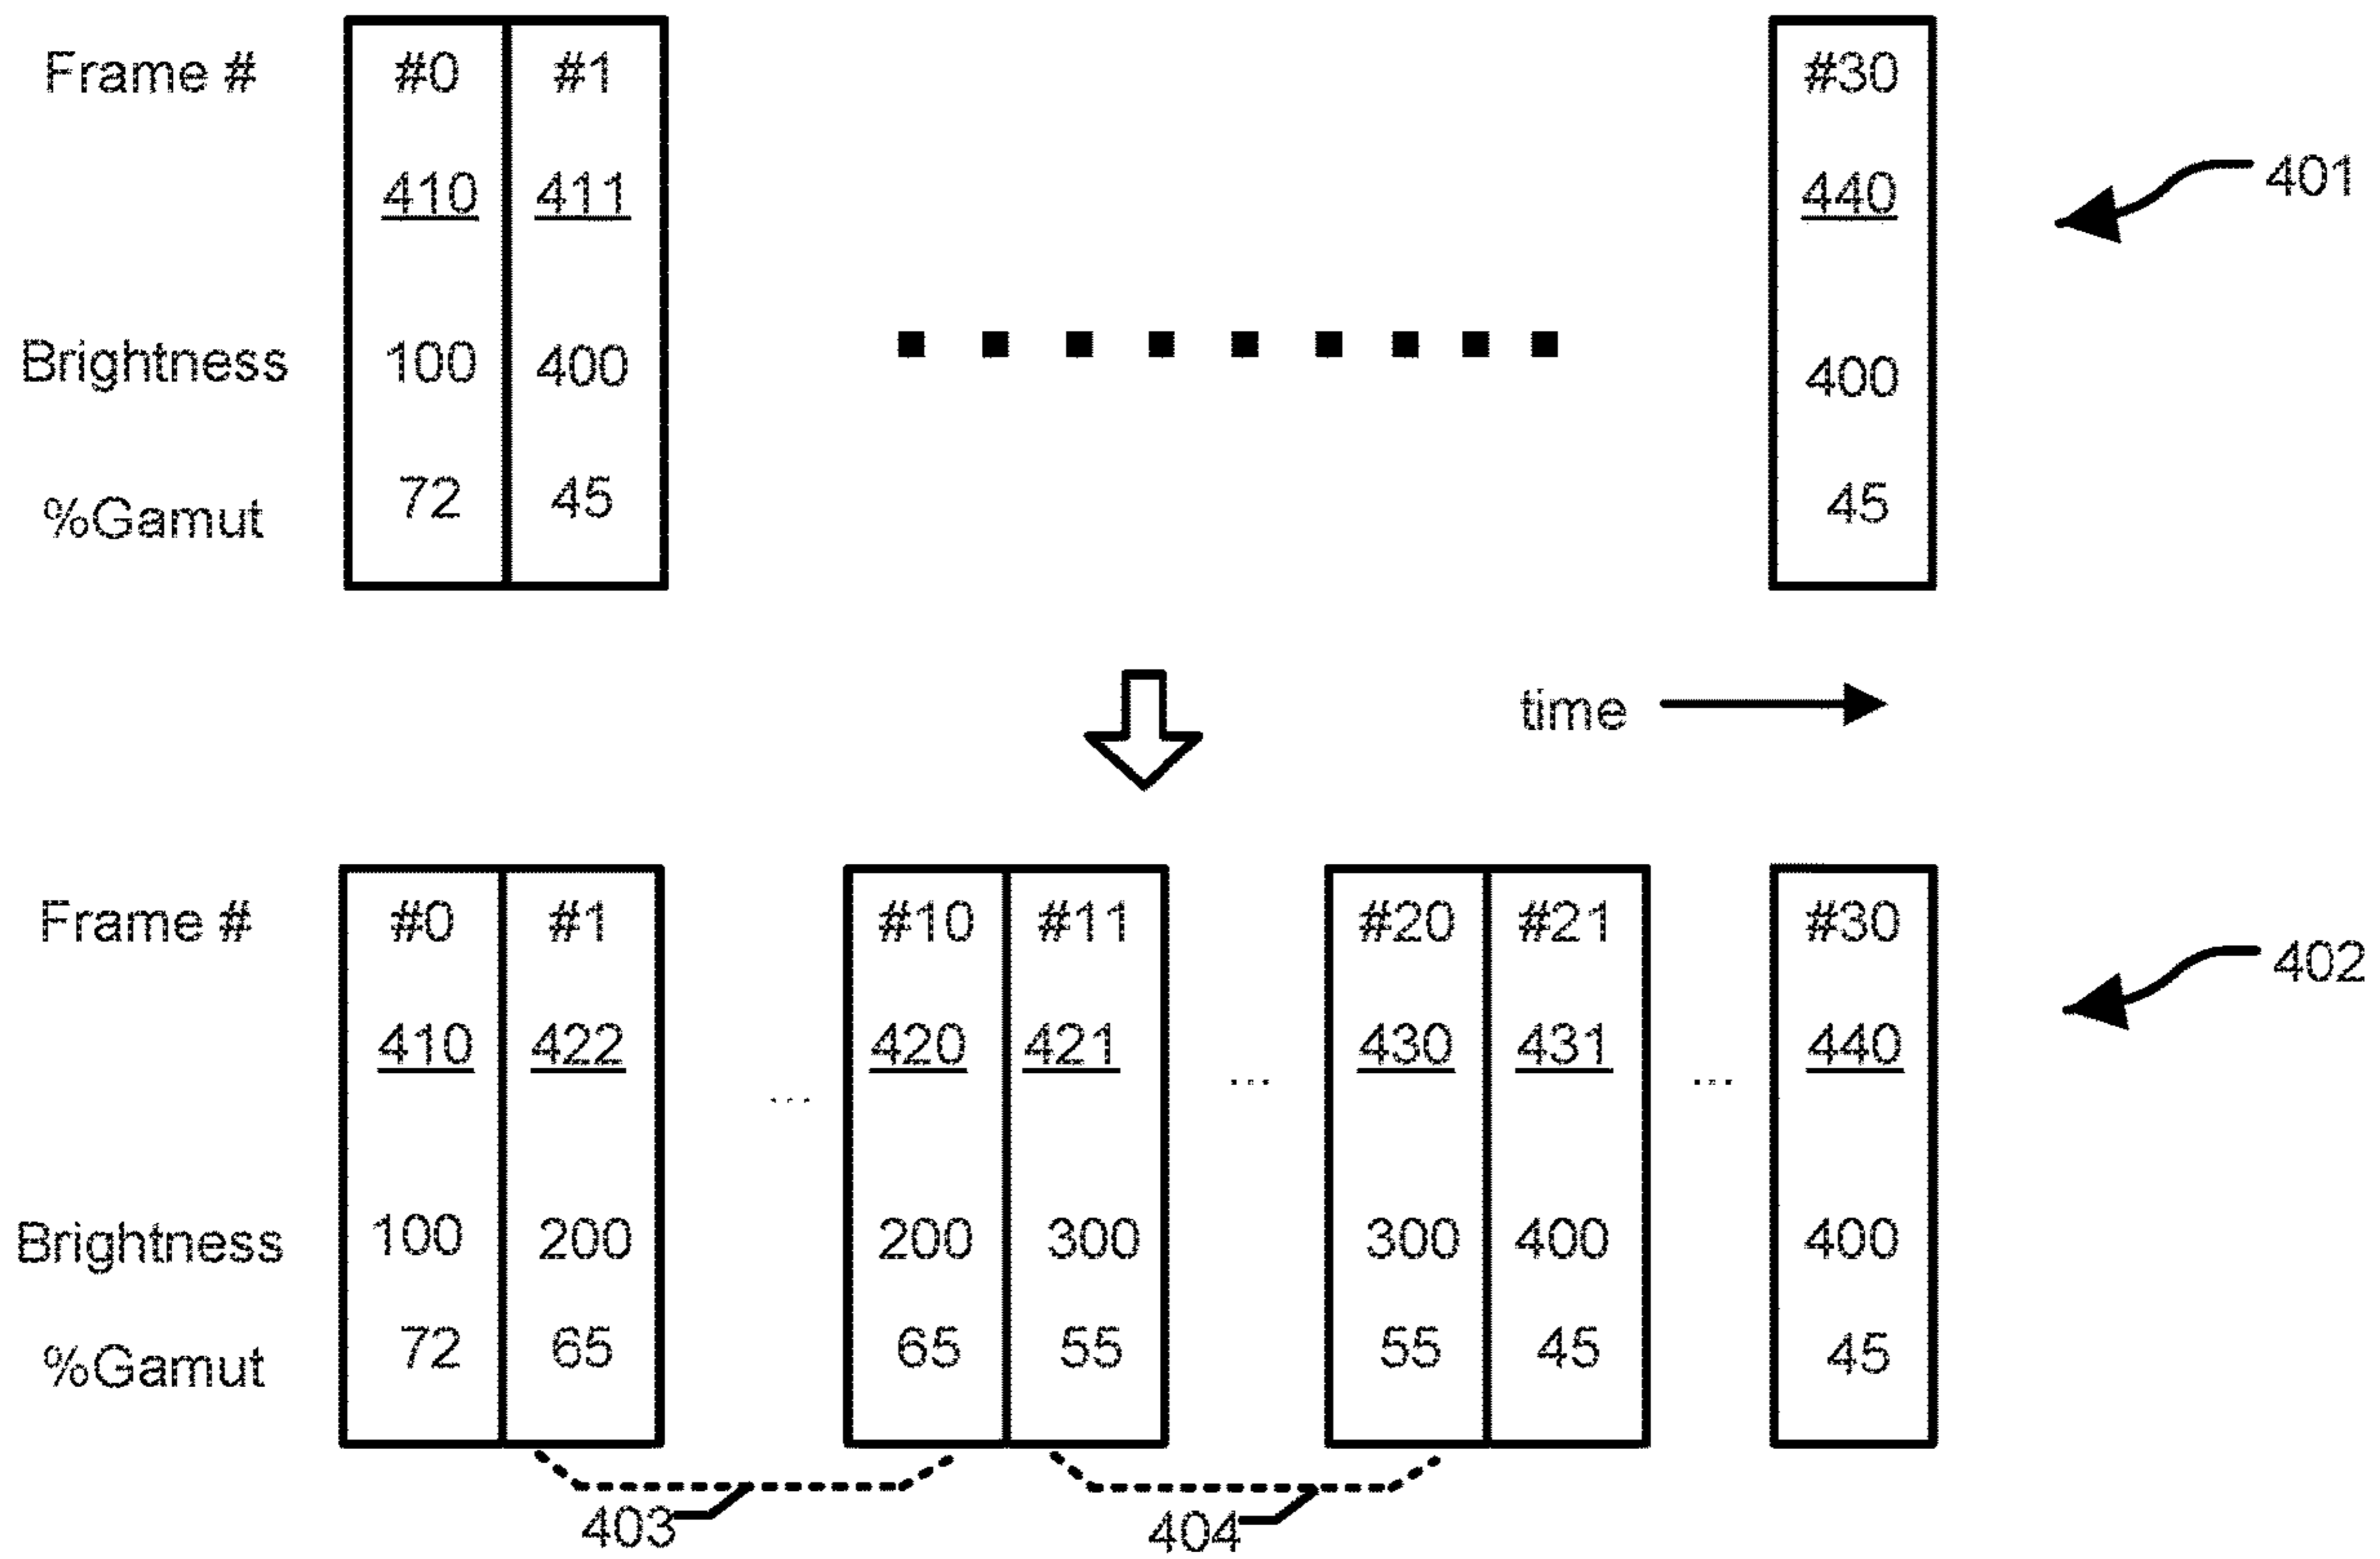 Frame # #0 #1 #30
410 411 440 401
Brightness 100 400 400
%Gamut 72 45 45
time
Frame # #0 #1 #10 #11 #20 #21 #30
402
410 422 ... 420 421 ... 430 431 ... 440
Brightness 100 200 200 300 300 400 400
%Gamut 72 65 65 55 55 45 45
403 404